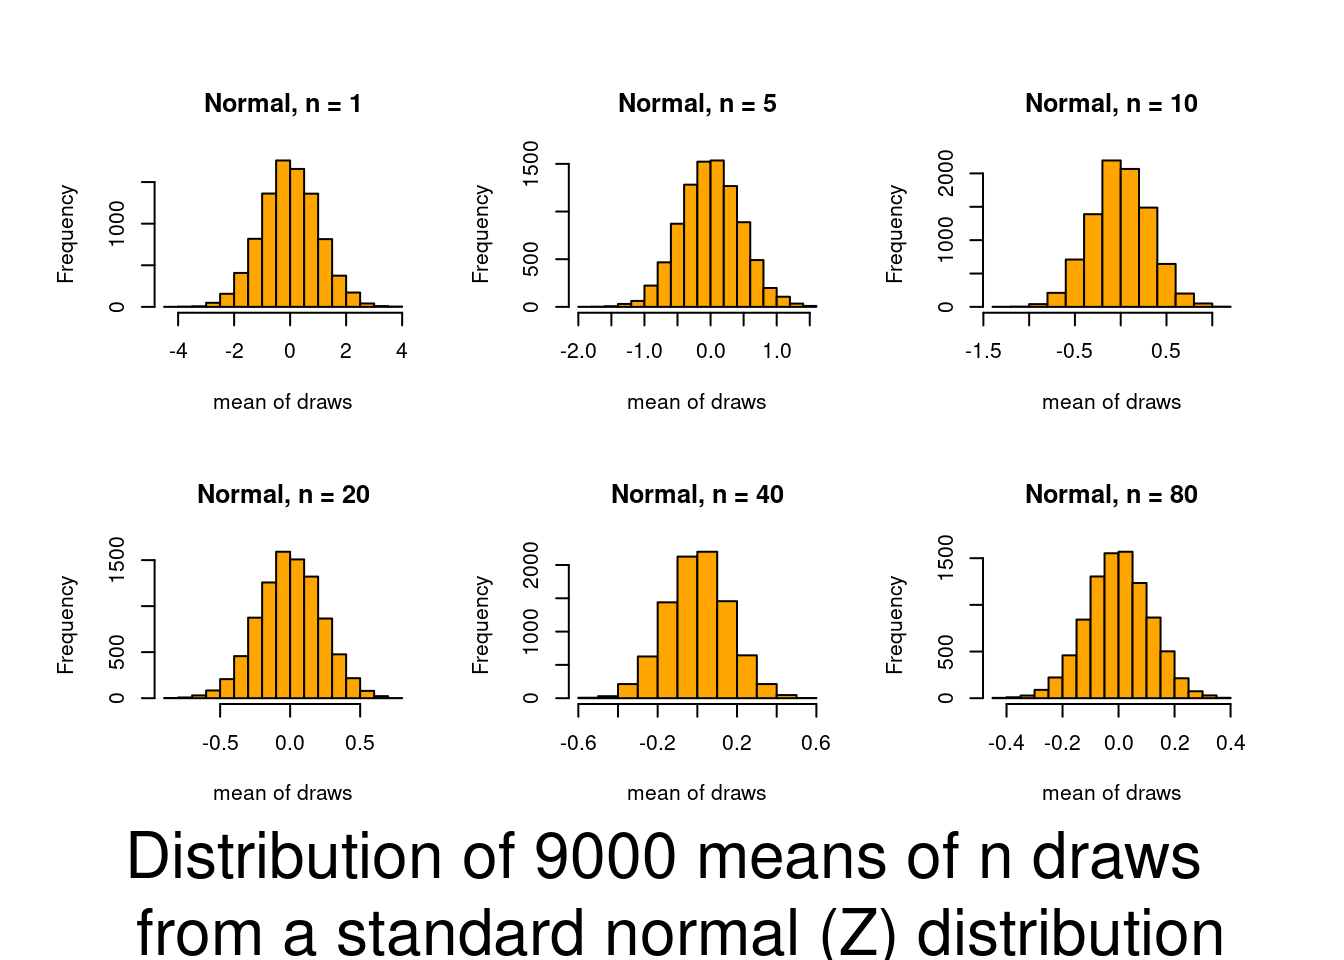 Normal, n = 1
Frequency
0
1000
-4 -2 0 2 4
mean of draws
Normal, n = 5
Frequency
0
500
1500
-2.0 -1.0 0.0 1.0
mean of draws
Normal, n = 10
Frequency
0
1000
2000
-1.5 -0.5 0.5
mean of draws
Normal, n = 20
Frequency
0
500
1500
-0.5 0.0 0.5
mean of draws
Normal, n = 40
Frequency
0
1000
2000
-0.6 -0.2 0.2 0.6
mean of draws
Normal, n = 80
Frequency
0
500
1500
-0.4 -0.2 0.0 0.2 0.4
mean of draws
Distribution of 9000 means of n draws
from a standard normal (Z) distribution